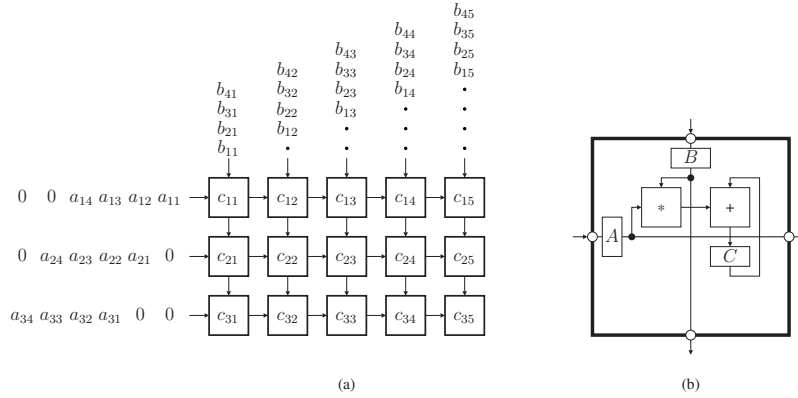 b₄₅
b₄₄ b₃₅
b₄₃ b₃₄ b₂₅
b₄₂ b₃₃ b₂₄ b₁₅
b₄₁ b₃₂ b₂₃ b₁₄ •
b₃₁ b₂₂ b₁₃ • •
b₂₁ b₁₂ • • •
b₁₁ • • • •
0 0 a₁₄ a₁₃ a₁₂ a₁₁ c₁₁ c₁₂ c₁₃ c₁₄ c₁₅
0 a₂₄ a₂₃ a₂₂ a₂₁ 0 c₂₁ c₂₂ c₂₃ c₂₄ c₂₅
a₃₄ a₃₃ a₃₂ a₃₁ 0 0 c₃₁ c₃₂ c₃₃ c₃₄ c₃₅
(a)
B
* +
A
C
(b)